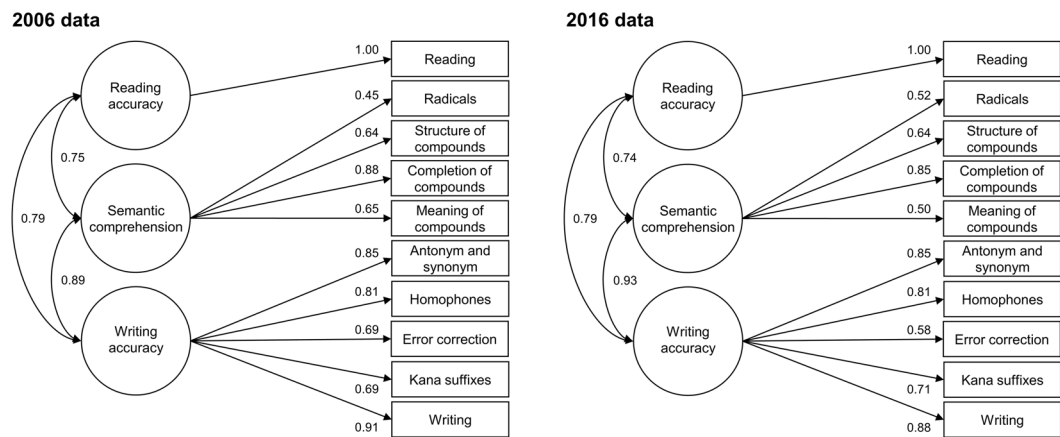 2006 data
Reading
accuracy
Semantic
comprehension
Writing
accuracy
0.75
0.79
0.89
1.00
0.45
0.64
0.88
0.65
0.85
0.81
0.69
0.69
0.91
Reading
Radicals
Structure of
compounds
Completion of
compounds
Meaning of
compounds
Antonym and
synonym
Homophones
Error correction
Kana suffixes
Writing
2016 data
Reading
accuracy
Semantic
comprehension
Writing
accuracy
0.74
0.79
0.93
1.00
0.52
0.64
0.85
0.50
0.85
0.81
0.58
0.71
0.88
Reading
Radicals
Structure of
compounds
Completion of
compounds
Meaning of
compounds
Antonym and
synonym
Homophones
Error correction
Kana suffixes
Writing